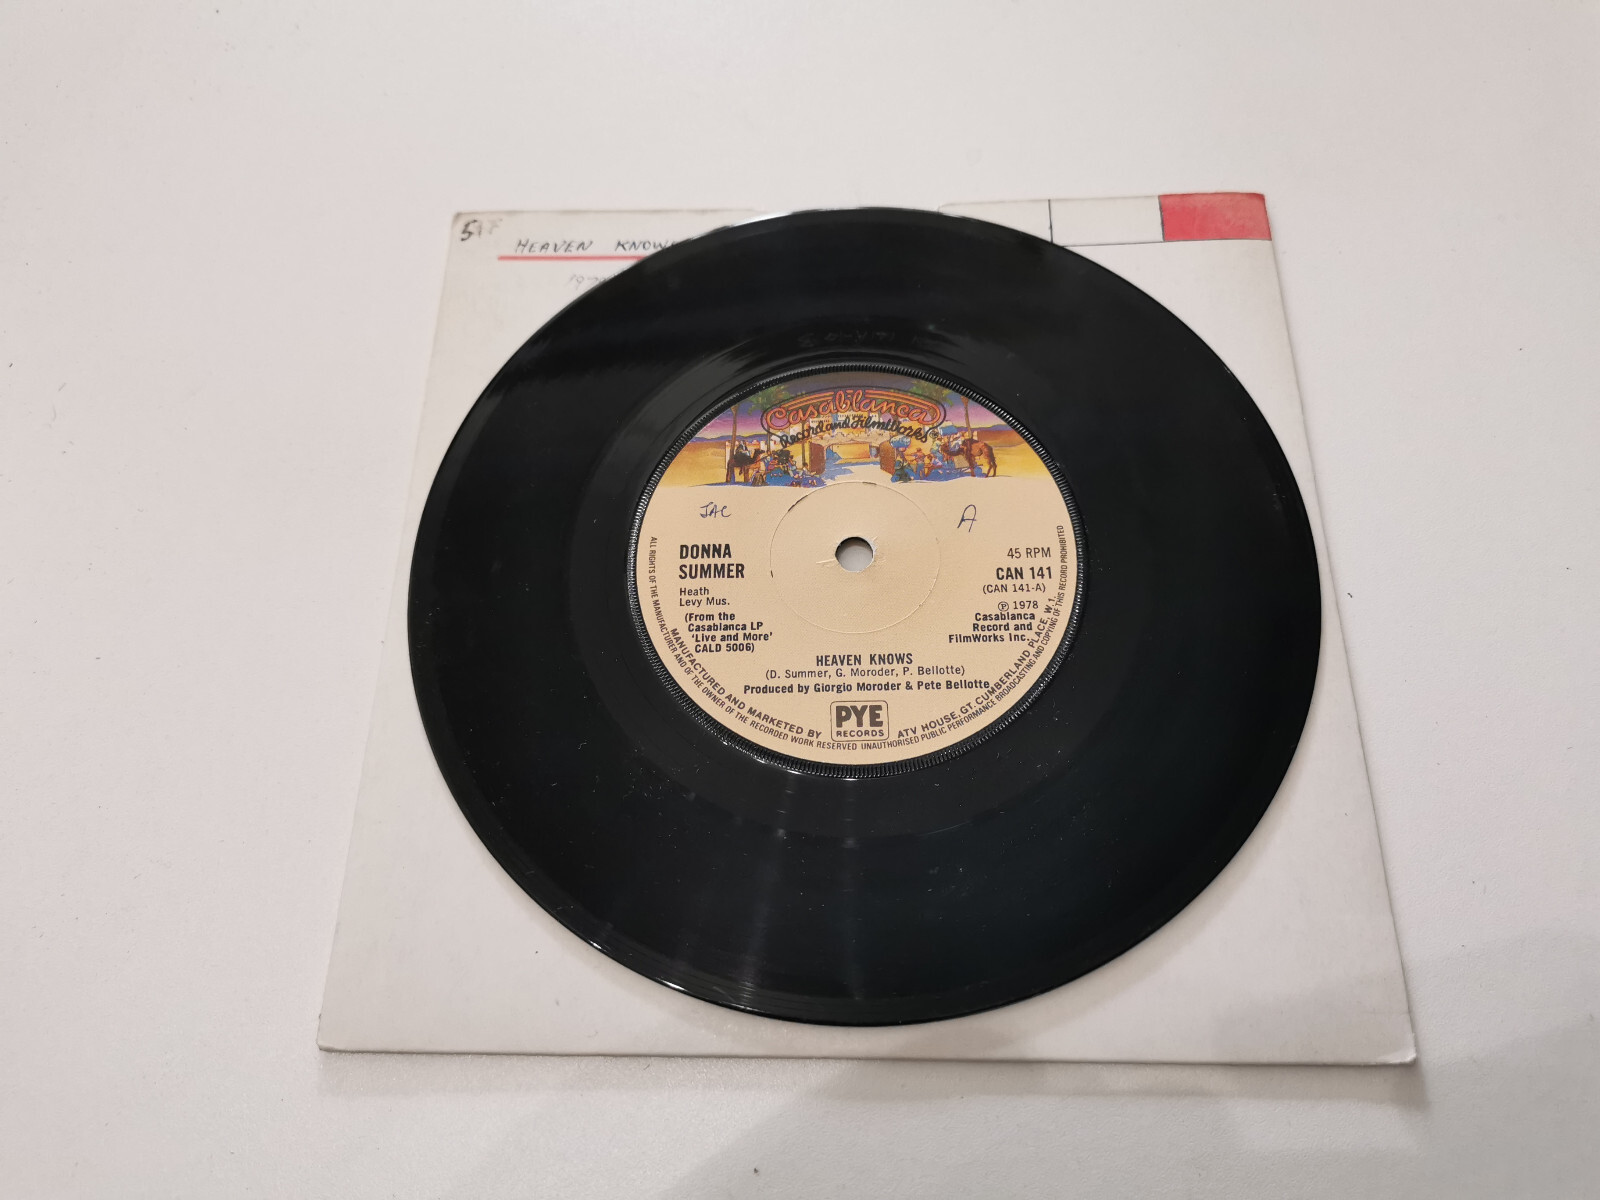 HEAVEN KNOWS
Casablanca
Record and FilmWorks
JAC
A
DONNA
SUMMER
Heath
Levy Mus.
(From the
Casablanca LP
'Live and More'
CALD 5006)
45 RPM
CAN 141
(CAN 141-A)
Ⓟ 1978
Casablanca
Record and
FilmWorks Inc.
HEAVEN KNOWS
(D. Summer, G. Moroder, P. Bellotte)
Produced by Giorgio Moroder & Pete Bellotte
PYE
RECORDS
MANUFACTURED AND MARKETED BY
ATV HOUSE, GT. CUMBERLAND PLACE, W.1.
ALL RIGHTS OF THE MANUFACTURER AND OF THE OWNER OF THE RECORDED WORK RESERVED UNAUTHORISED PUBLIC PERFORMANCE BROADCASTING AND COPYING OF THIS RECORD PROHIBITED